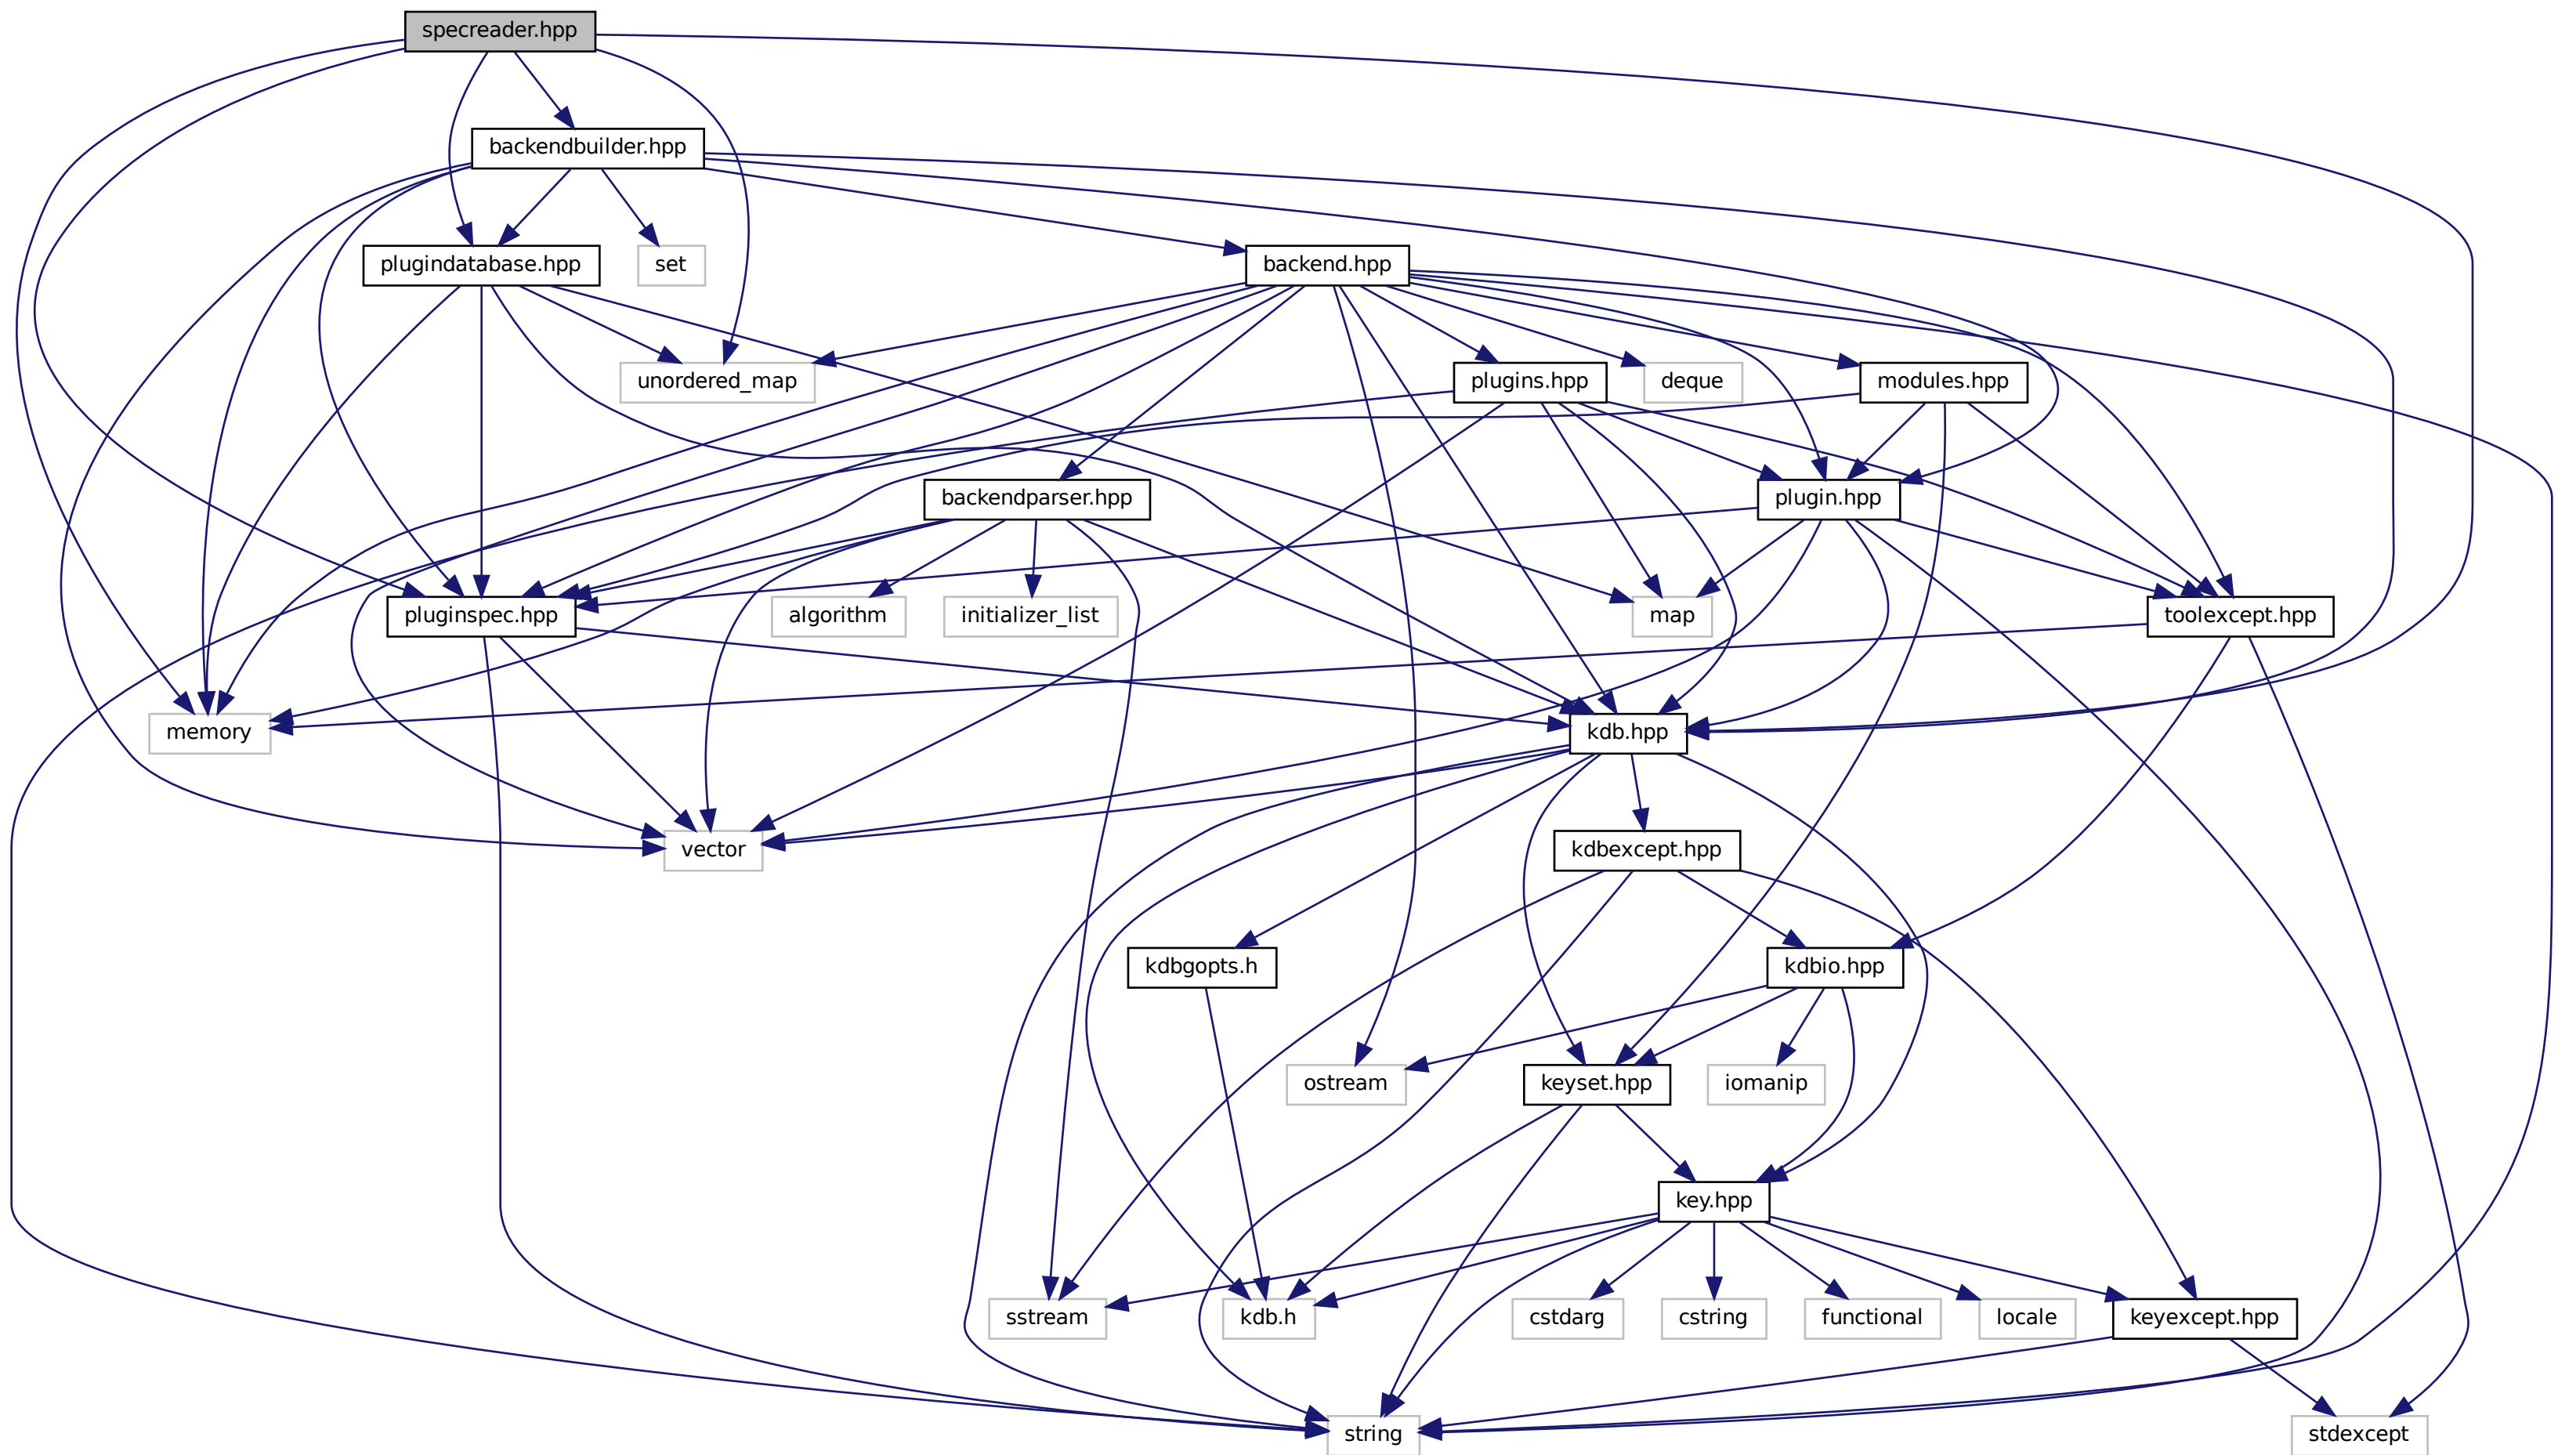 specreader.hpp
backendbuilder.hpp
plugindatabase.hpp
set
backend.hpp
unordered_map
plugins.hpp
deque
modules.hpp
backendparser.hpp
plugin.hpp
pluginspec.hpp
algorithm
initializer_list
map
toolexcept.hpp
memory
kdb.hpp
vector
kdbexcept.hpp
kdbgopts.h
kdbio.hpp
ostream
keyset.hpp
iomanip
key.hpp
sstream
kdb.h
cstdarg
cstring
functional
locale
keyexcept.hpp
string
stdexcept